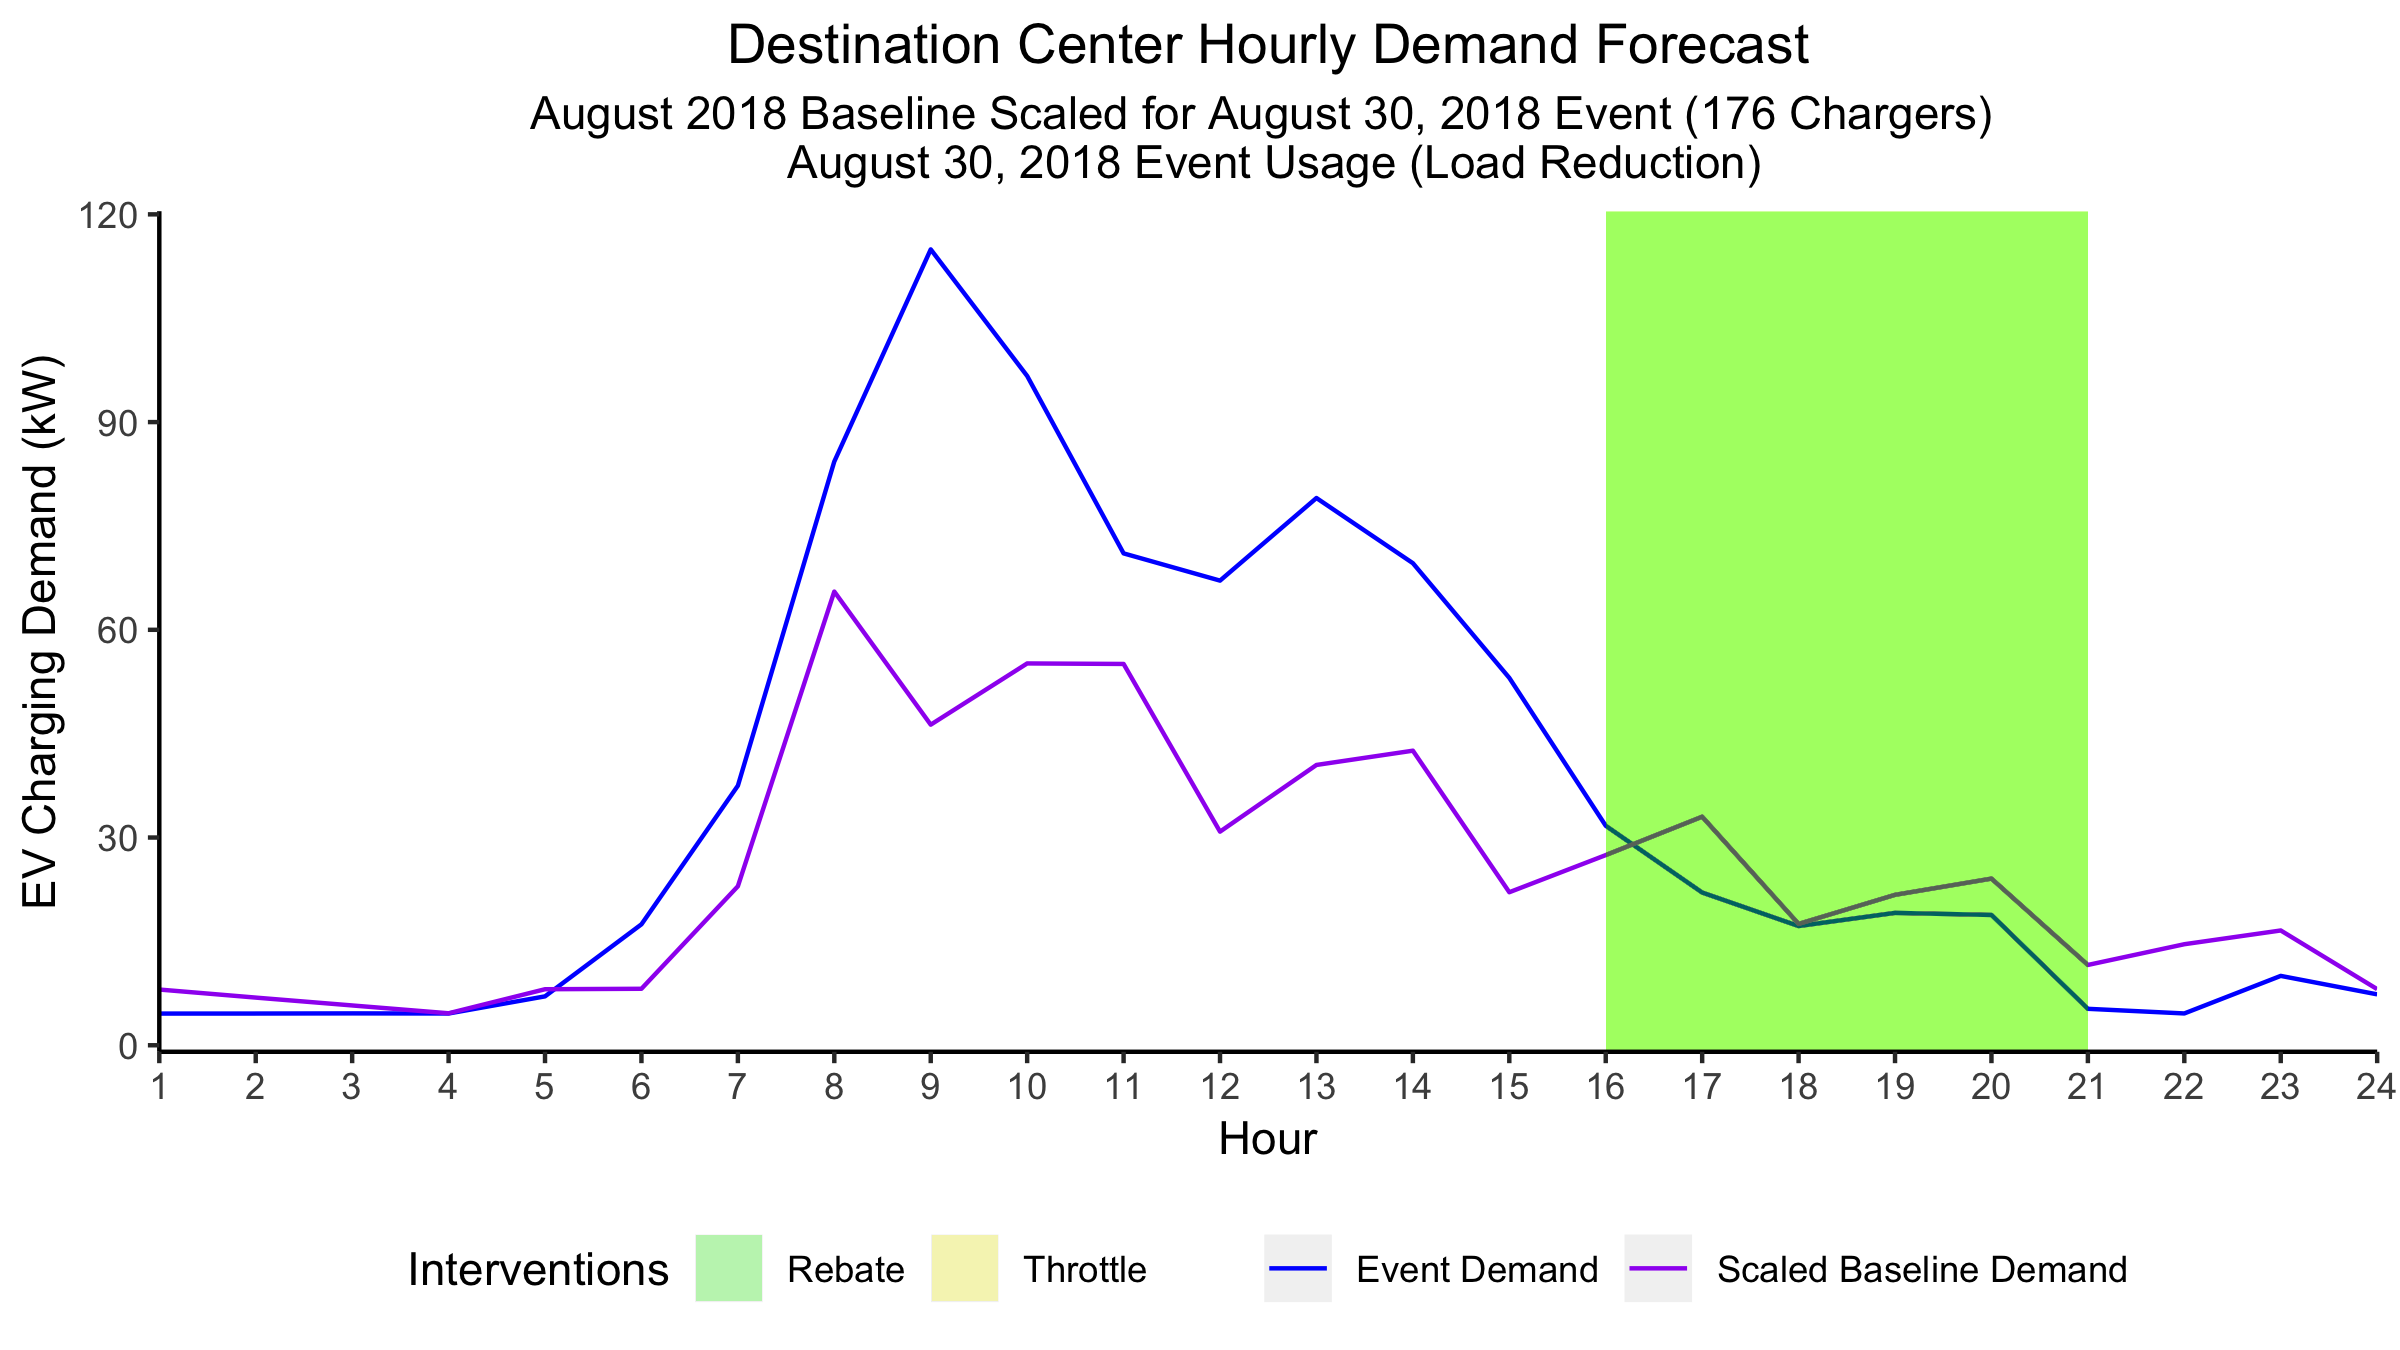 Destination Center Hourly Demand Forecast
August 2018 Baseline Scaled for August 30, 2018 Event (176 Chargers)
August 30, 2018 Event Usage (Load Reduction)
EV Charging Demand (kW)
120
90
60
30
0
1 2 3 4 5 6 7 8 9 10 11 12 13 14 15 16 17 18 19 20 21 22 23 24
Hour
Interventions Rebate Throttle Event Demand Scaled Baseline Demand